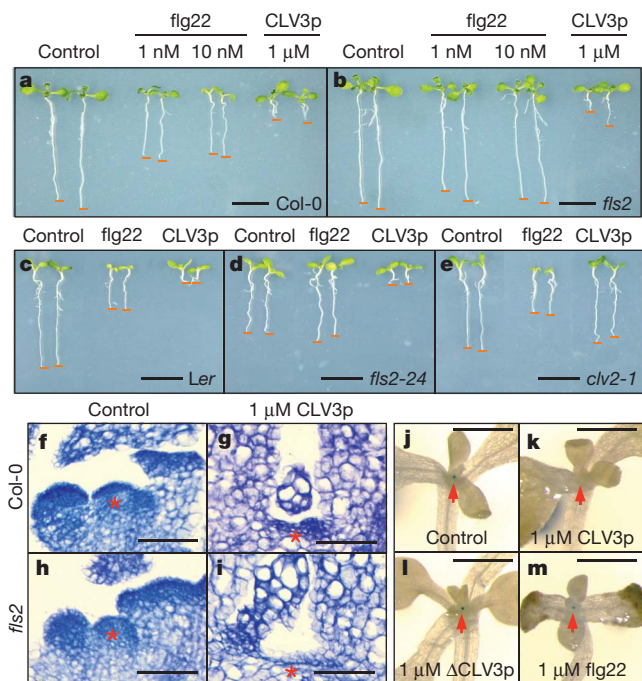 flg22 CLV3p flg22 CLV3p
Control 1 nM 10 nM 1 μM Control 1 nM 10 nM 1 μM
a b
Col-0 fls2
Control flg22 CLV3p Control flg22 CLV3p Control flg22 CLV3p
c d e
Ler fls2-24 clv2-1
Control 1 μM CLV3p
f g j k
Col-0
Control 1 μM CLV3p
h i l m
fls2
1 μM ΔCLV3p 1 μM flg22